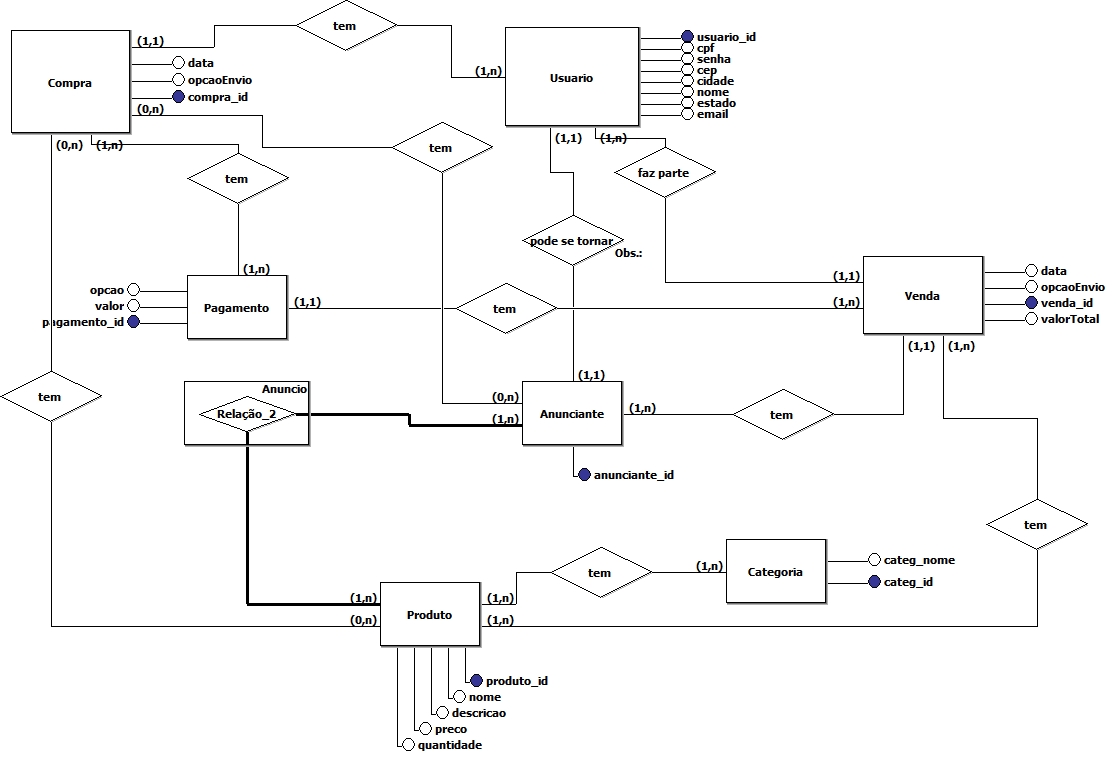 tem
(1,1)
Compra
data
opcaoEnvio
compra_id
(0,n)
(0,n)
(1,n)
(1,n)
Usuario
usuario_id
cpf
senha
cep
cidade
nome
estado
email
(1,1)
(1,n)
tem
tem
faz parte
pode se tornar
Obs.:
(1,n)
opcao
valor
pagamento_id
Pagamento
(1,1)
tem
(1,1)
(1,n)
Venda
data
opcaoEnvio
venda_id
valorTotal
(1,1)
(1,n)
tem
Anuncio
Relação_2
(1,1)
(0,n)
(1,n)
Anunciante
(1,n)
tem
anunciante_id
tem
tem
(1,n)
Categoria
categ_nome
categ_id
(1,n)
(0,n)
Produto
(1,n)
(1,n)
produto_id
nome
descricao
preco
quantidade